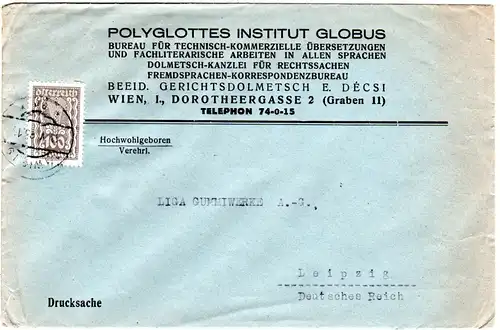 POLYGLOTTES INSTITUT GLOBUS
BUREAU FÜR TECHNISCH-KOMMERZIELLE ÜBERSETZUNGEN
UND FACHLITERARISCHE ARBEITEN IN ALLEN SPRACHEN
DOLMETSCH-KANZLEI FÜR RECHTSSACHEN
FREMDSPRACHEN-KORRESPONDENZBUREAU
BEEID. GERICHTSDOLMETSCH E. DÉCSI
WIEN, I., DOROTHEERGASSE 2 (Graben 11)
TELEPHON 74-0-15
österreich
Hochwohlgeboren
Verehrl.
LIGA GUMMIWERKE A.-G.,
Leipzig
Deutsches Reich
Drucksache